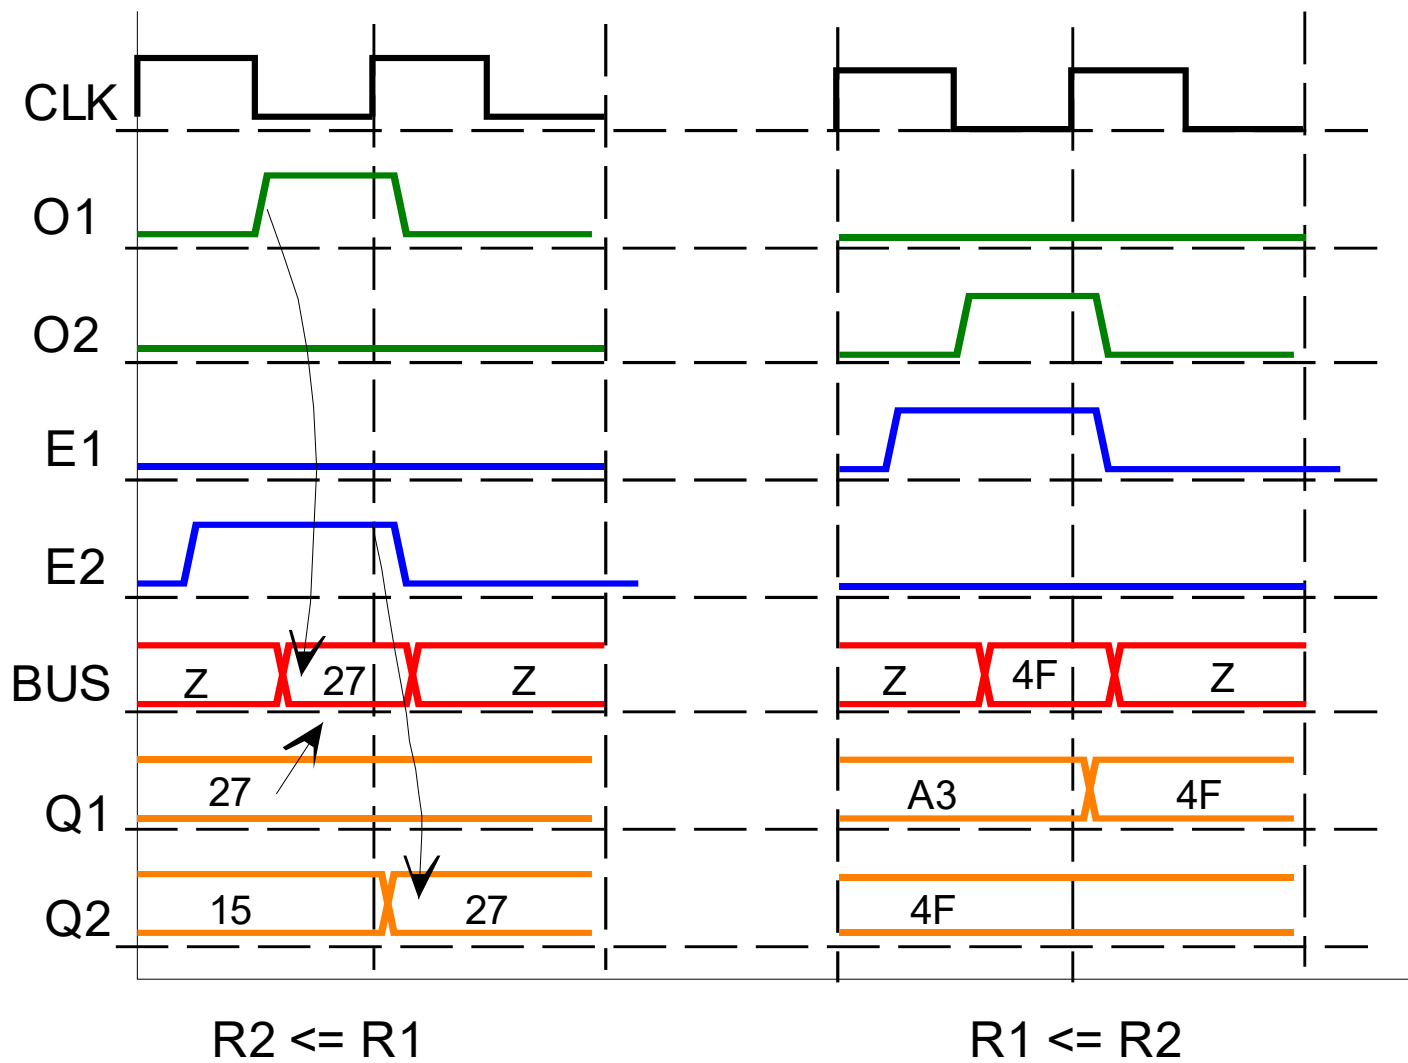 CLK
O1
O2
E1
E2
BUS Z 27 Z Z 4F Z
Q1 27 A3 4F
Q2 15 27 4F
R2 <= R1 R1 <= R2